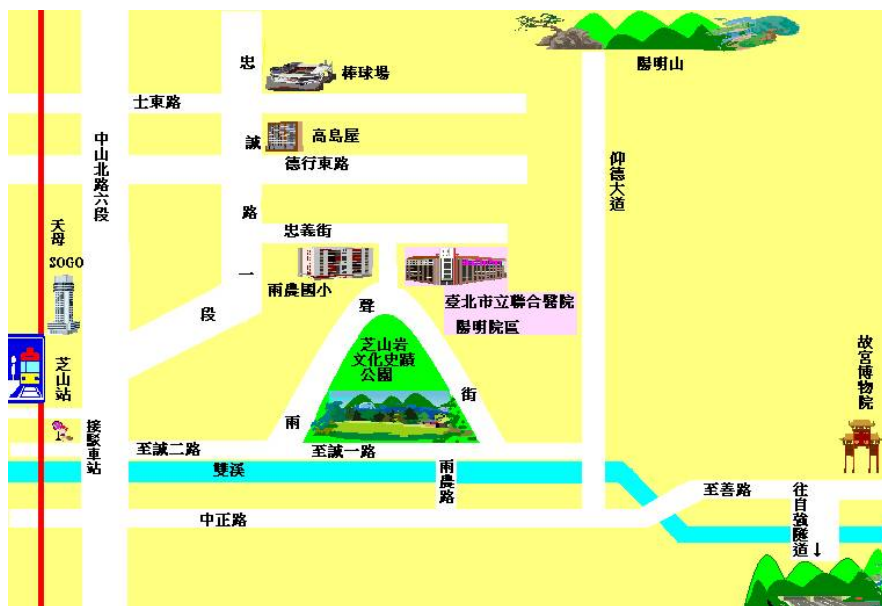 陽明山
棒球場
士東路
忠誠路一段
高島屋
德行東路
中山北路六段
仰德大道
忠義街
天母
SOGO
雨農國小
臺北市立聯合醫院
陽明院區
雨聲街
芝山岩
文化史蹟
公園
芝山站
故宮博物院
接駁車站
至誠二路
至誠一路
雙溪
雨農路
至善路
往自強隧道↓
中正路